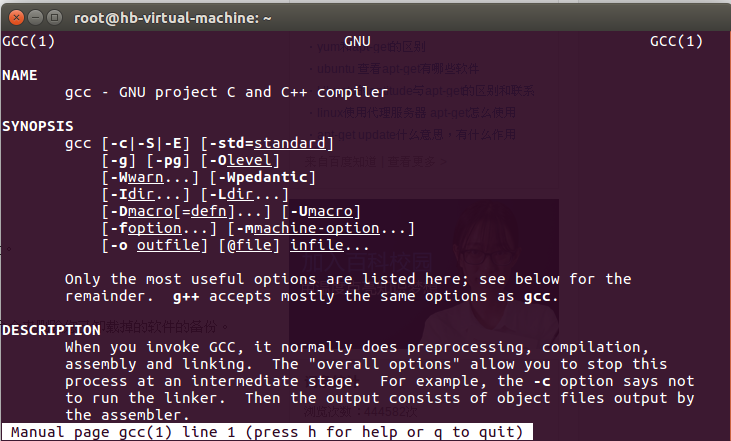 root@hb-virtual-machine: ~
GCC(1) GNU GCC(1)
NAME
gcc - GNU project C and C++ compiler
SYNOPSIS
gcc [-c|-S|-E] [-std=standard]
[-g] [-pg] [-Olevel]
[-Wwarn...] [-Wpedantic]
[-Idir...] [-Ldir...]
[-Dmacro[=defn]...] [-Umacro]
[-foption...] [-mmachine-option...]
[-o outfile] [@file] infile...
Only the most useful options are listed here; see below for the
remainder. g++ accepts mostly the same options as gcc.
DESCRIPTION
When you invoke GCC, it normally does preprocessing, compilation,
assembly and linking. The "overall options" allow you to stop this
process at an intermediate stage. For example, the -c option says not
to run the linker. Then the output consists of object files output by
the assembler.
Manual page gcc(1) line 1 (press h for help or q to quit)